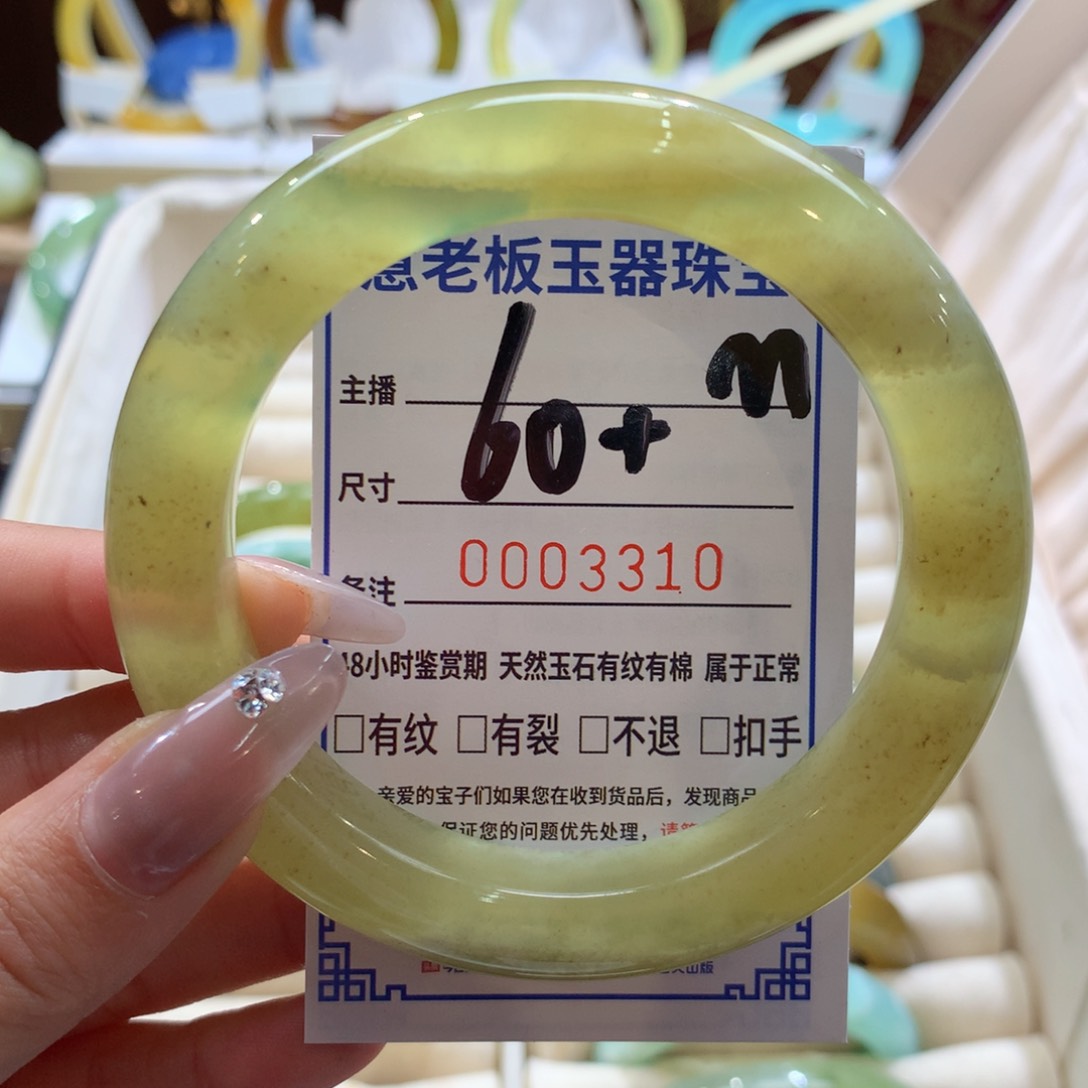 老板玉器珠宝
m
主播
60+
尺寸
0003310
备注
48小时鉴赏期 天然玉石有纹有棉 属于正常
□有纹 □有裂 □不退 □扣手
亲爱的宝子们如果您在收到货品后，发现商品
保证您的问题优先处理，请